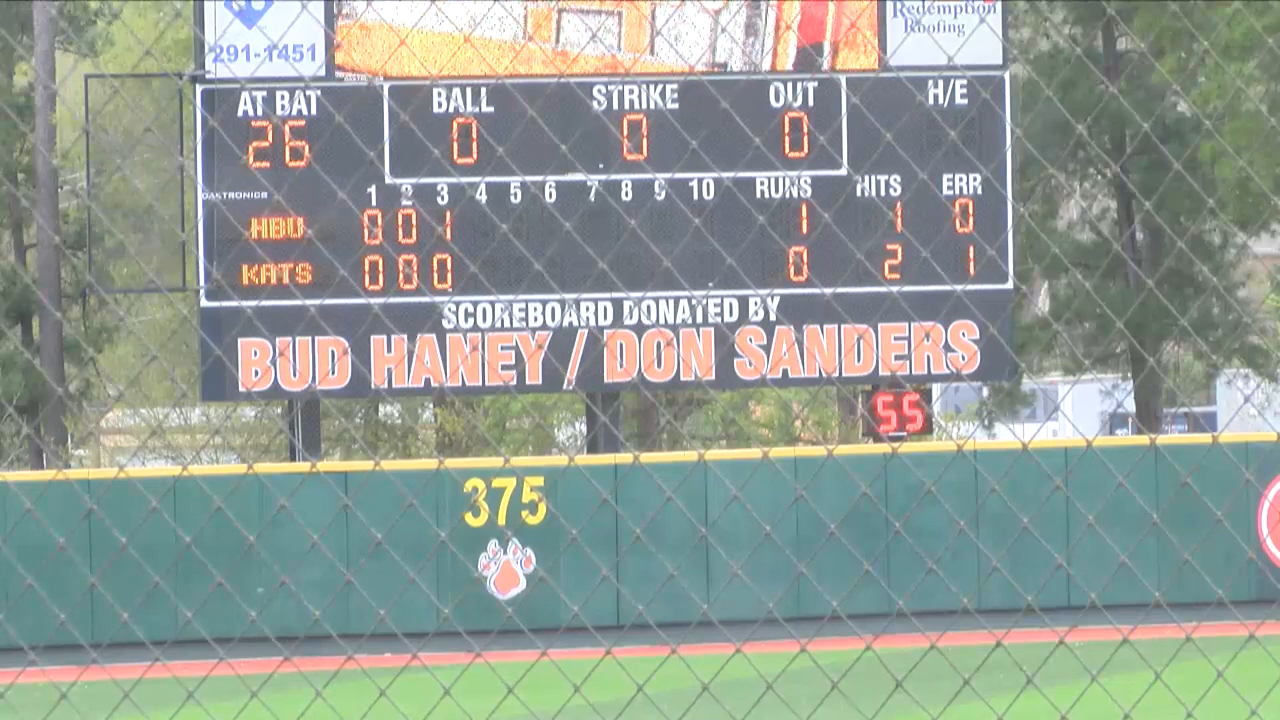 291-1451
Redemption
Roofing
AT BAT BALL STRIKE OUT H/E
26 0 0 0
DAKTRONICS 1 2 3 4 5 6 7 8 9 10 RUNS HITS ERR
HBU 0 0 1 1 1 0
KATS 0 0 0 0 2 1
SCOREBOARD DONATED BY
BUD HANEY / DON SANDERS
55
375